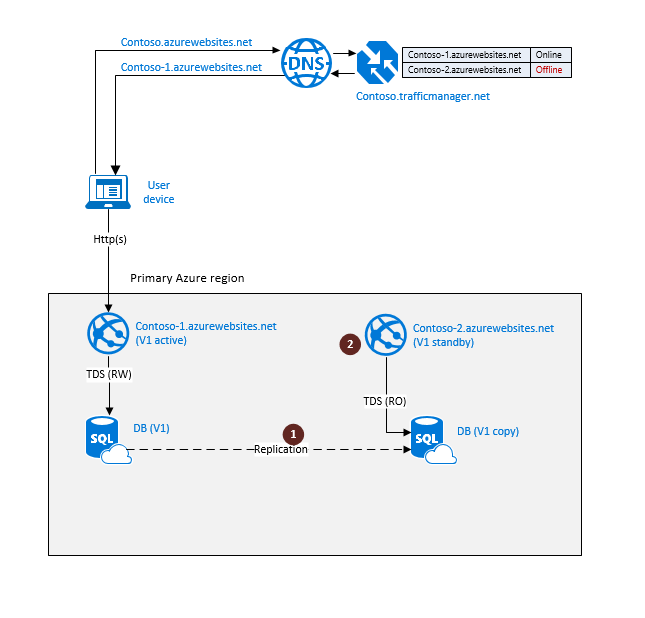 Contoso.azurewebsites.net
Contoso-1.azurewebsites.net
DNS
Contoso-1.azurewebsites.net Online
Contoso-2.azurewebsites.net Offline
Contoso.trafficmanager.net
User
device
Http(s)
Primary Azure region
Contoso-1.azurewebsites.net
(V1 active)
2
Contoso-2.azurewebsites.net
(V1 standby)
TDS (RW)
TDS (RO)
SQL
DB (V1)
1
Replication
SQL
DB (V1 copy)